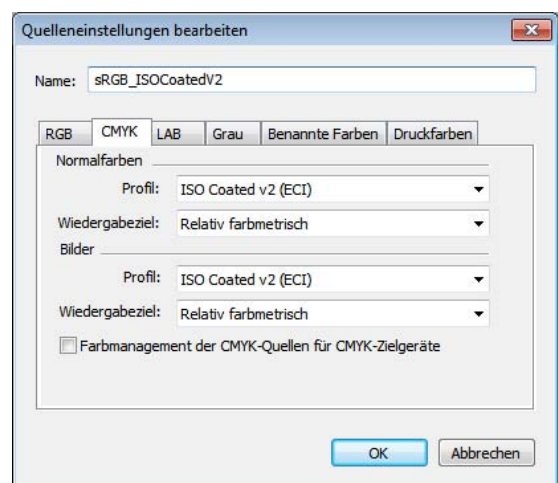 Quelleneinstellungen bearbeiten
Name: sRGB_ISOCoatedV2
RGB CMYK LAB Grau Benannte Farben Druckfarben
Normalfarben
Profil: ISO Coated v2 (ECI)
Wiedergabeziel: Relativ farbmetrisch
Bilder
Profil: ISO Coated v2 (ECI)
Wiedergabeziel: Relativ farbmetrisch
Farbmanagement der CMYK-Quellen für CMYK-Zielgeräte
OK Abbrechen